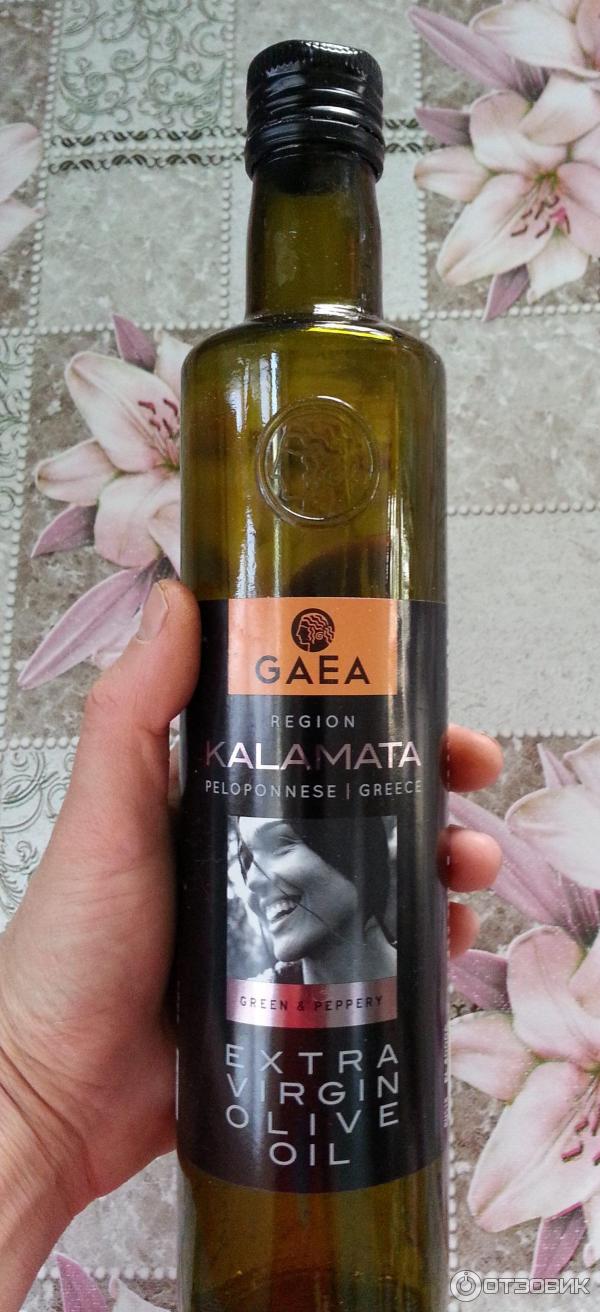 GAEA
REGION
KALAMATA
PELOPONNESE | GREECE
GREEN & PEPPERY
EXTRA
VIRGIN
OLIVE
OIL
ОТЗОВИК